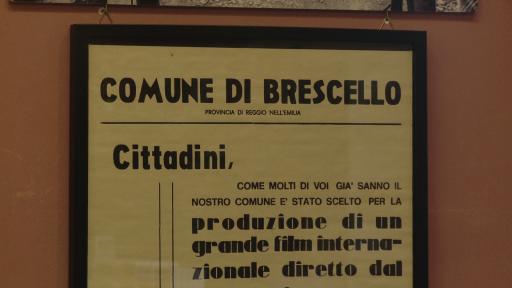 COMUNE DI BRESCELLO
PROVINCIA DI REGGIO NELL'EMILIA
Cittadini,
COME MOLTI DI VOI GIA' SANNO IL
NOSTRO COMUNE E' STATO SCELTO PER LA
produzione di un
grande film interna-
zionale diretto dal